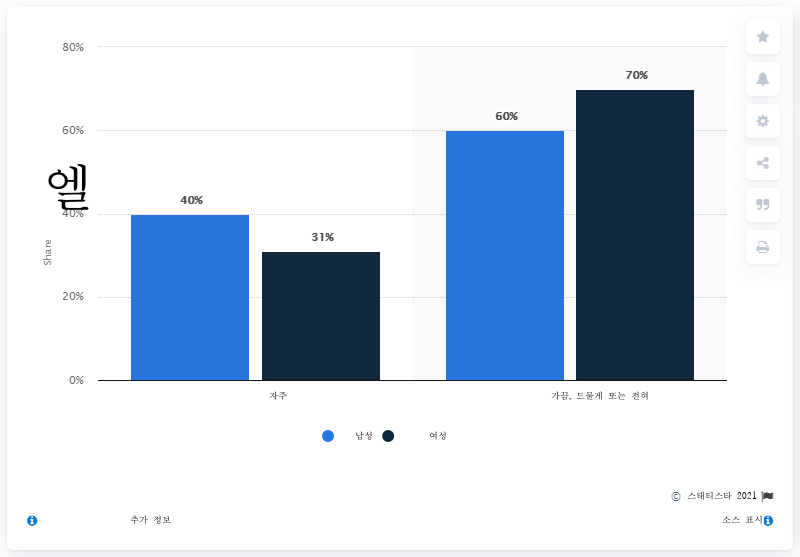 80%
70%
60%
60%
엘
40%
40%
31%
Share
20%
0%
자주
가끔, 드물게 또는 전혀
남성
여성
© 스태티스타 2021
추가 정보
소스 표시